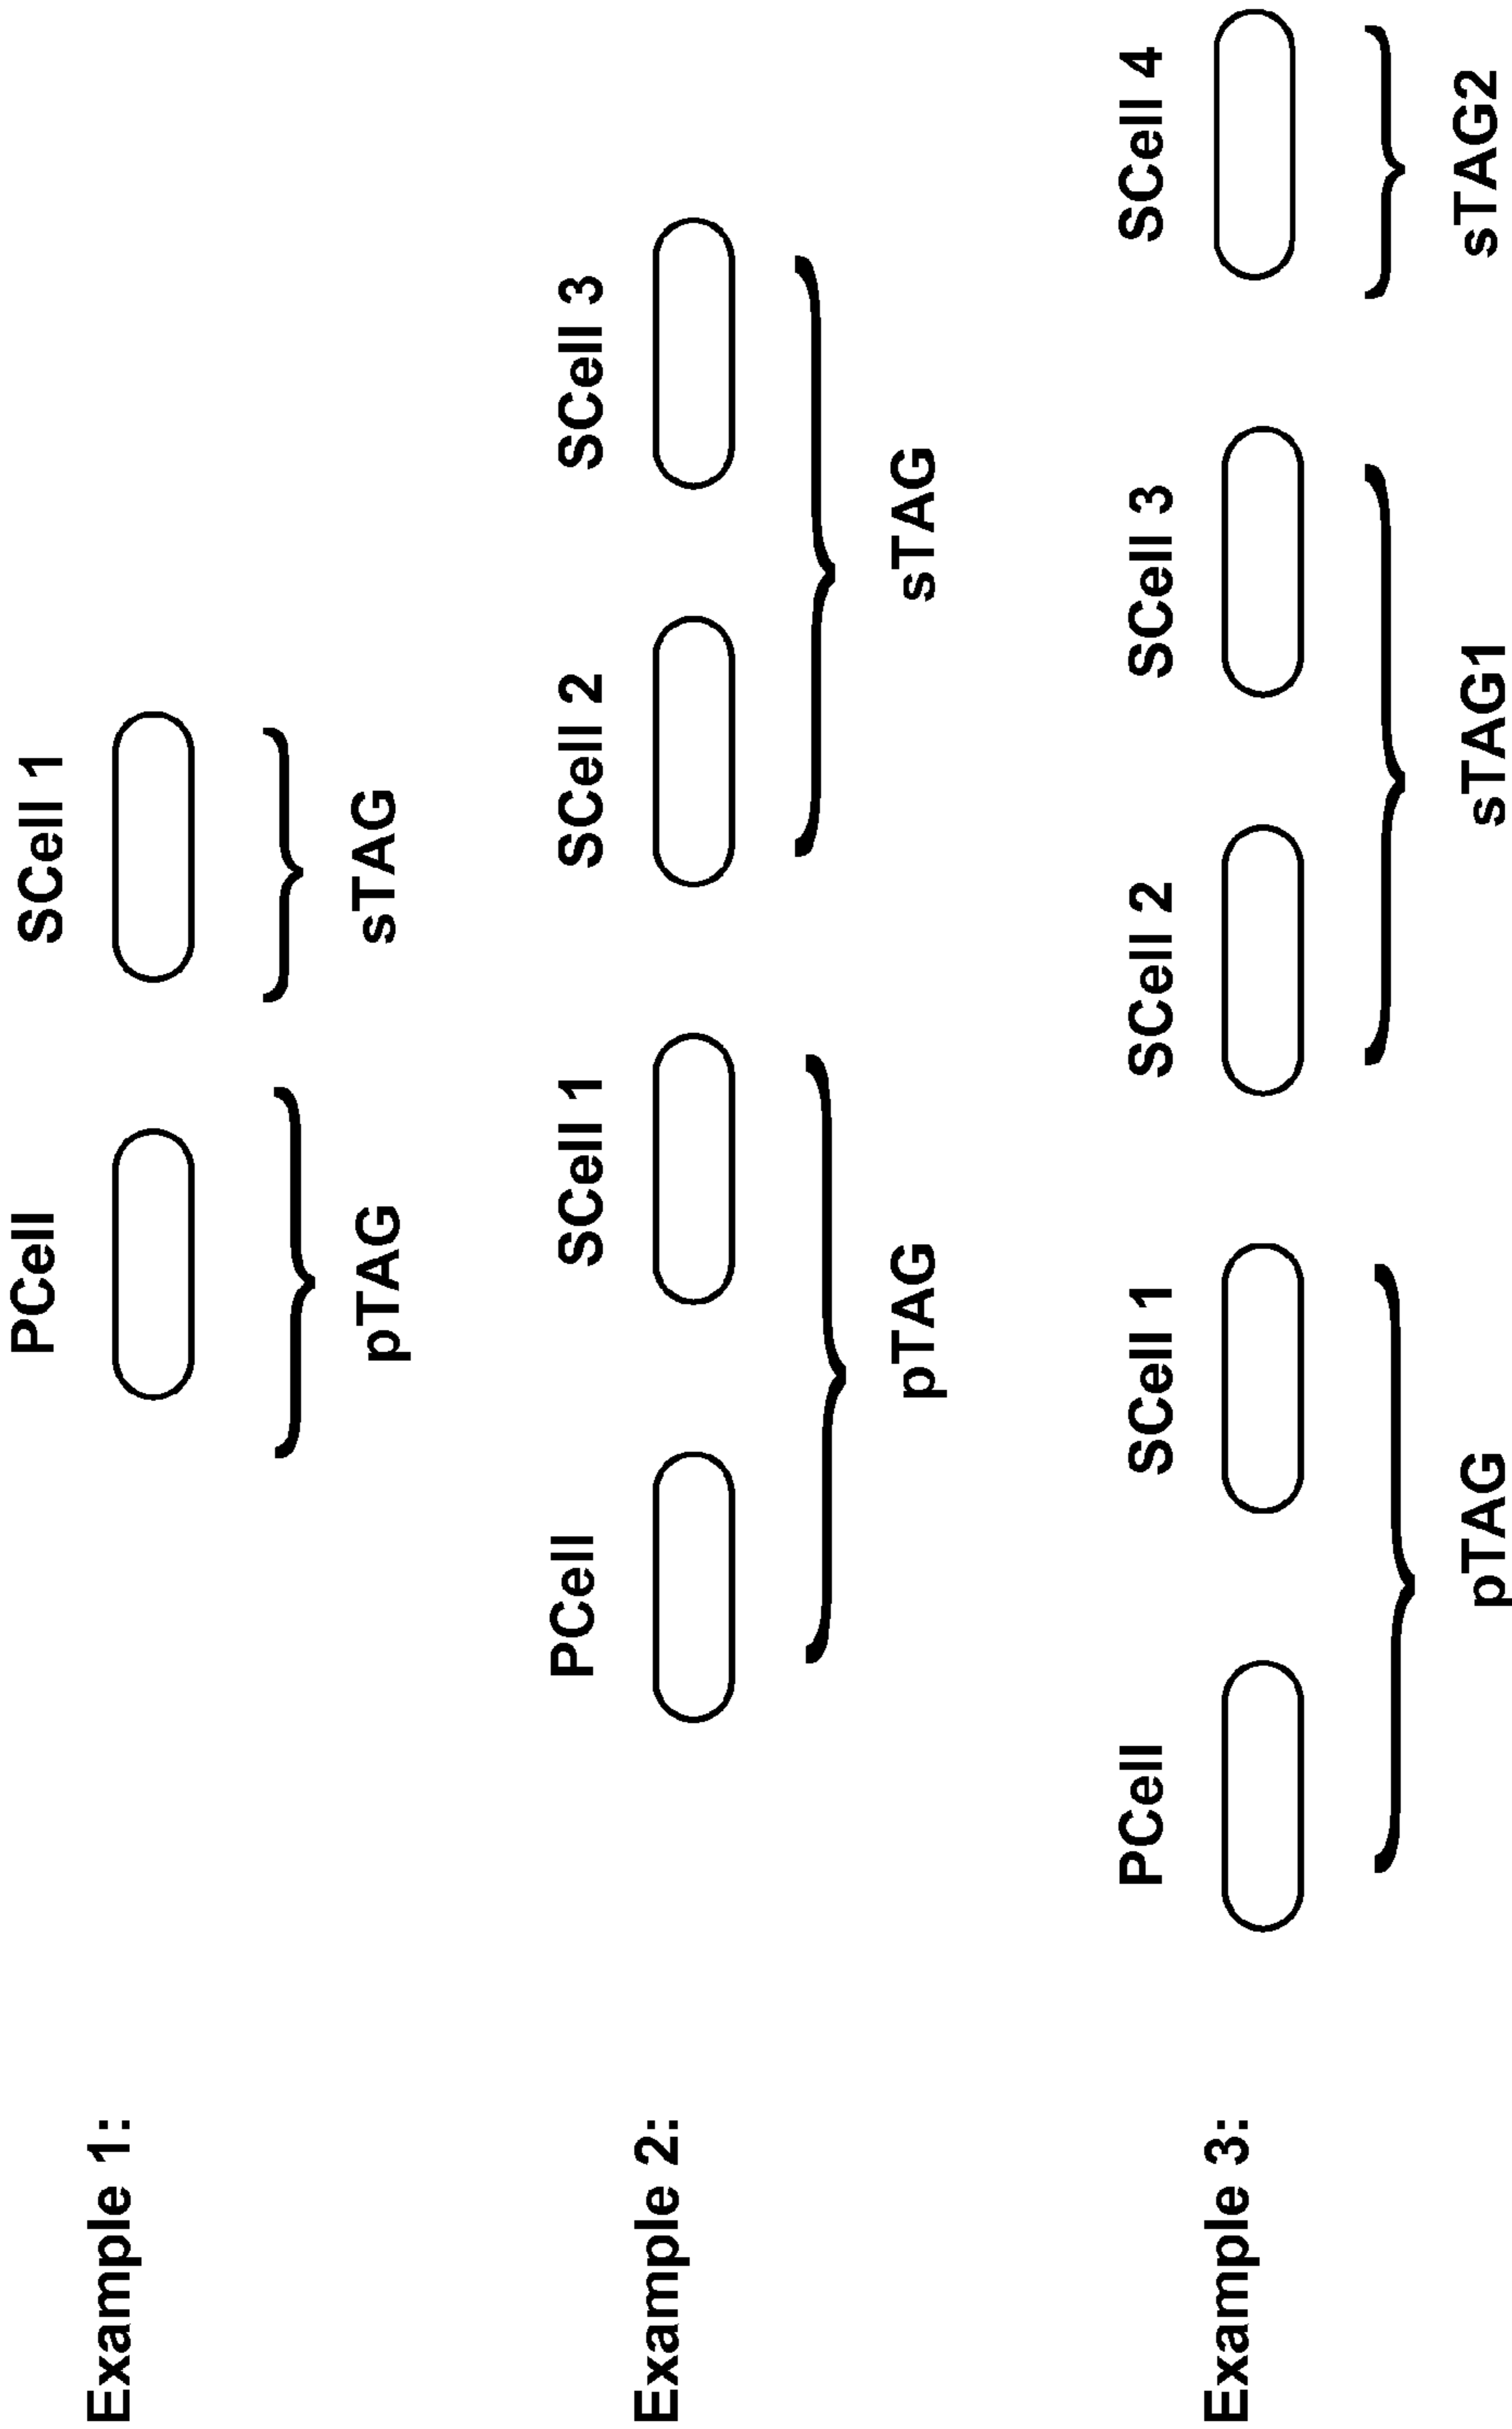 Example 1:
PCell
SCell 1
pTAG
sTAG
Example 2:
PCell
SCell 1
SCell 2
SCell 3
pTAG
sTAG
Example 3:
PCell
SCell 1
SCell 2
SCell 3
SCell 4
pTAG
sTAG1
sTAG2